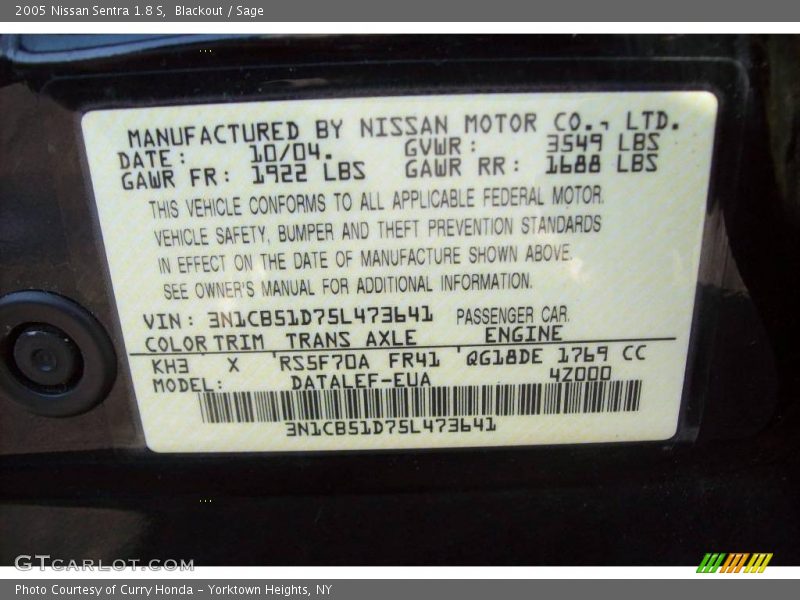 2005 Nissan Sentra 1.8 S,  Blackout / Sage
MANUFACTURED BY NISSAN MOTOR CO., LTD.
DATE: 10/04. GVWR: 3549 LBS
GAWR FR: 1922 LBS GAWR RR: 1688 LBS
THIS VEHICLE CONFORMS TO ALL APPLICABLE FEDERAL MOTOR.
VEHICLE SAFETY, BUMPER AND THEFT PREVENTION STANDARDS
IN EFFECT ON THE DATE OF MANUFACTURE SHOWN ABOVE.
SEE OWNER'S MANUAL FOR ADDITIONAL INFORMATION.
VIN: 3N1CB51D75L473641 PASSENGER CAR.
COLOR TRIM TRANS AXLE ENGINE
KH3 X RS5F70A FR41 QG18DE 1769 CC
MODEL: DATALEF-EUA 4Z000
3N1CB51D75L473641
GTCARLOT.COM
Photo Courtesy of Curry Honda - Yorktown Heights, NY